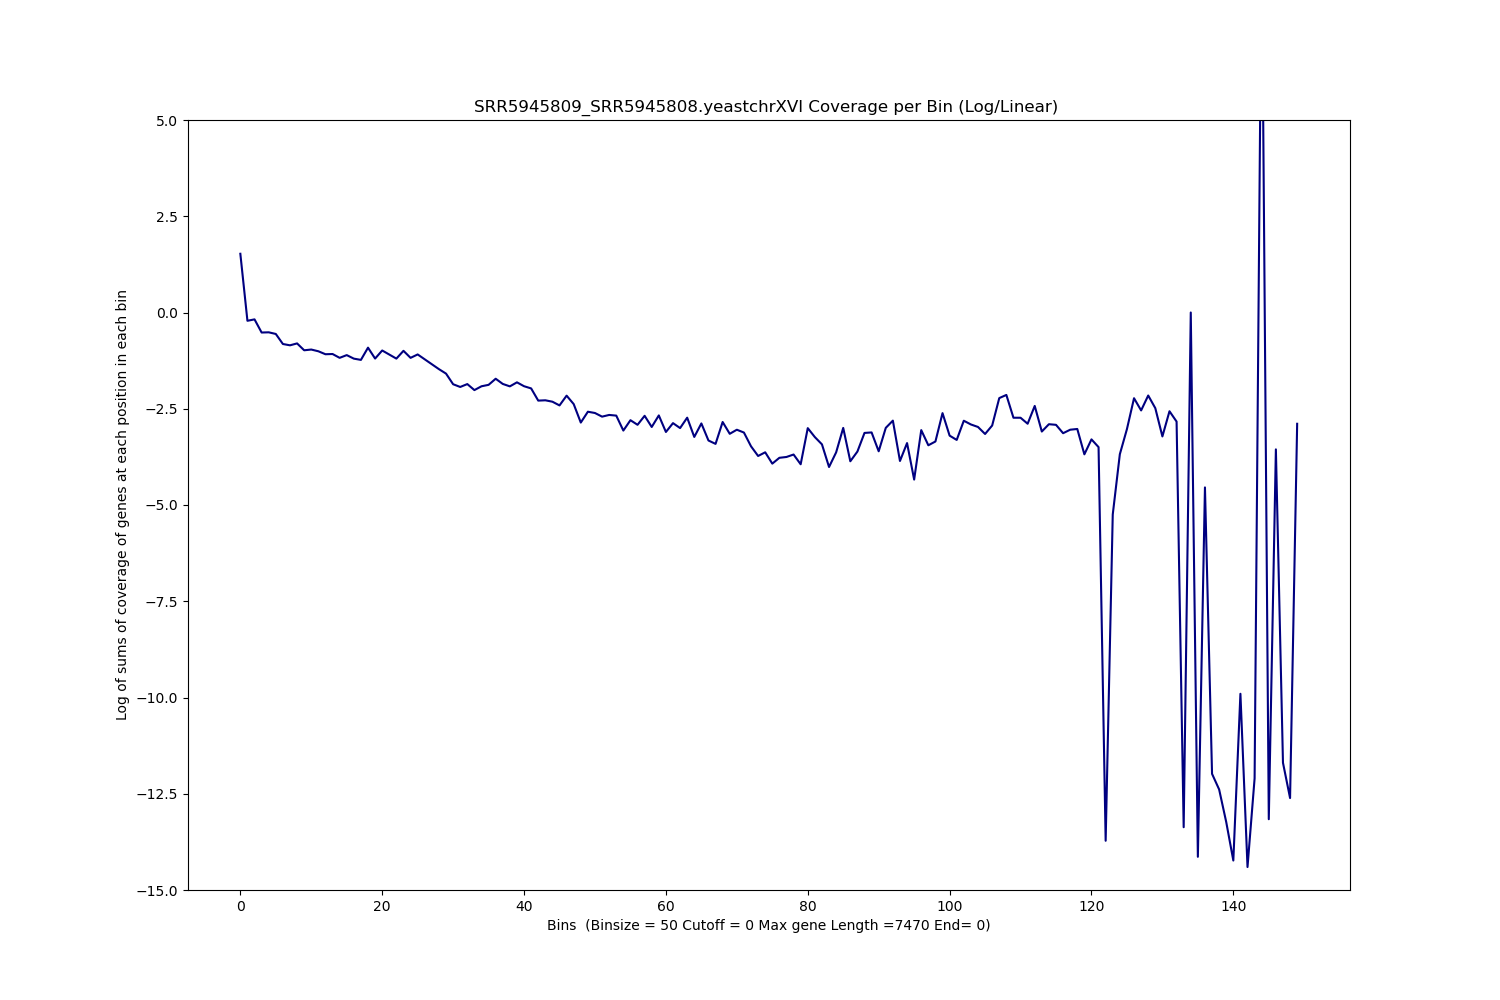 SRR5945809_SRR5945808.yeastchrXVI Coverage per Bin (Log/Linear)
5.0
2.5
0.0
−2.5
−5.0
−7.5
−10.0
−12.5
−15.0
Log of sums of coverage of genes at each position in each bin
0 20 40 60 80 100 120 140
Bins  (Binsize = 50 Cutoff = 0 Max gene Length =7470 End= 0)